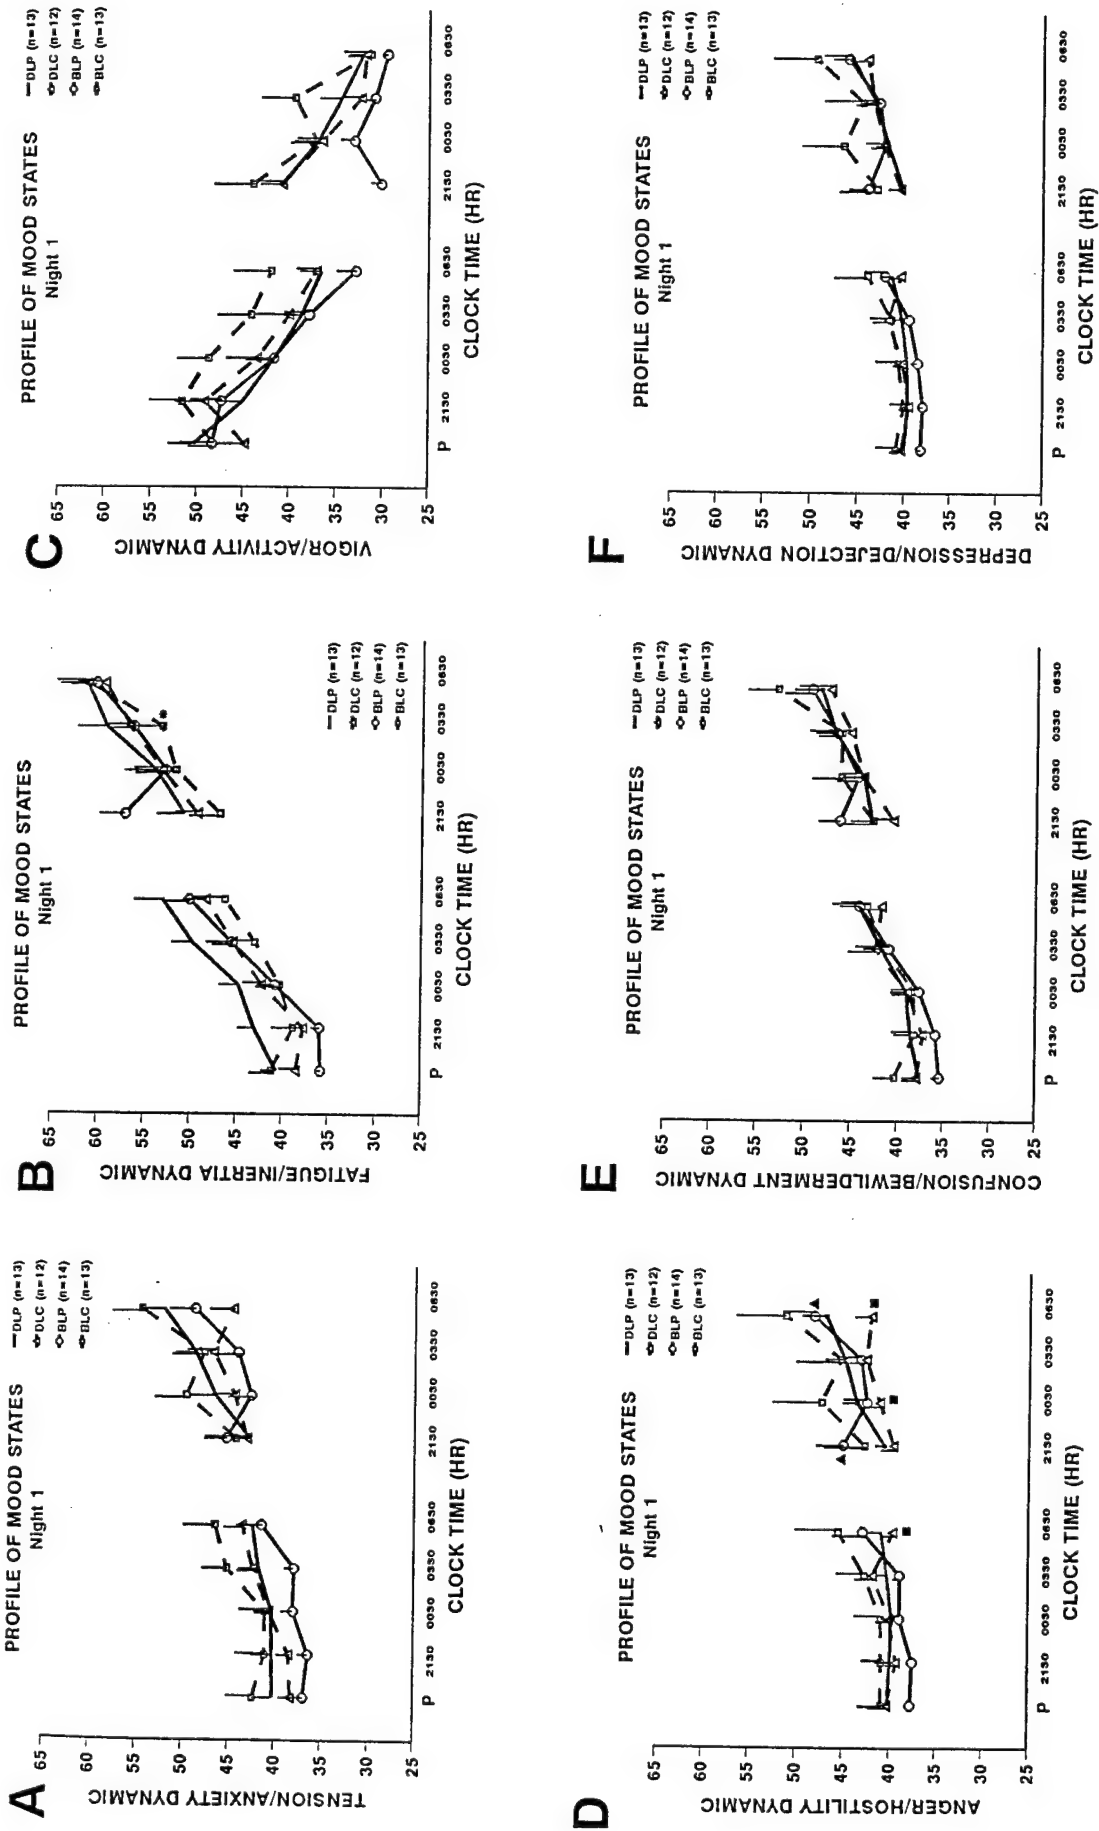 A
PROFILE OF MOOD STATES
Night 1
DLP (n=13)
DLC (n=12)
BLP (n=14)
BLC (n=13)
TENSION/ANXIETY DYNAMIC
65
60
55
50
45
40
35
30
25
P 2130 0030 0330 0630 2130 0030 0330 0630
CLOCK TIME (HR)
B
PROFILE OF MOOD STATES
Night 1
FATIGUE/INERTIA DYNAMIC
65
60
55
50
45
40
35
30
25
*
DLP (n=13)
DLC (n=12)
BLP (n=14)
BLC (n=13)
P 2130 0030 0330 0630 2130 0030 0330 0630
CLOCK TIME (HR)
C
PROFILE OF MOOD STATES
Night 1
DLP (n=13)
DLC (n=12)
BLP (n=14)
BLC (n=13)
VIGOR/ACTIVITY DYNAMIC
65
60
55
50
45
40
35
30
25
P 2130 0030 0330 0630 2130 0030 0330 0630
CLOCK TIME (HR)
D
PROFILE OF MOOD STATES
Night 1
DLP (n=13)
DLC (n=12)
BLP (n=14)
BLC (n=13)
ANGER/HOSTILITY DYNAMIC
65
60
55
50
45
40
35
30
25
P 2130 0030 0330 0630 2130 0030 0330 0630
CLOCK TIME (HR)
E
PROFILE OF MOOD STATES
Night 1
DLP (n=13)
DLC (n=12)
BLP (n=14)
BLC (n=13)
CONFUSION/BEWILDERMENT DYNAMIC
65
60
55
50
45
40
35
30
25
P 2130 0030 0330 0630 2130 0030 0330 0630
CLOCK TIME (HR)
F
PROFILE OF MOOD STATES
Night 1
DLP (n=13)
DLC (n=12)
BLP (n=14)
BLC (n=13)
DEPRESSION/DEJECTION DYNAMIC
65
60
55
50
45
40
35
30
25
P 2130 0030 0330 0630 2130 0030 0330 0630
CLOCK TIME (HR)